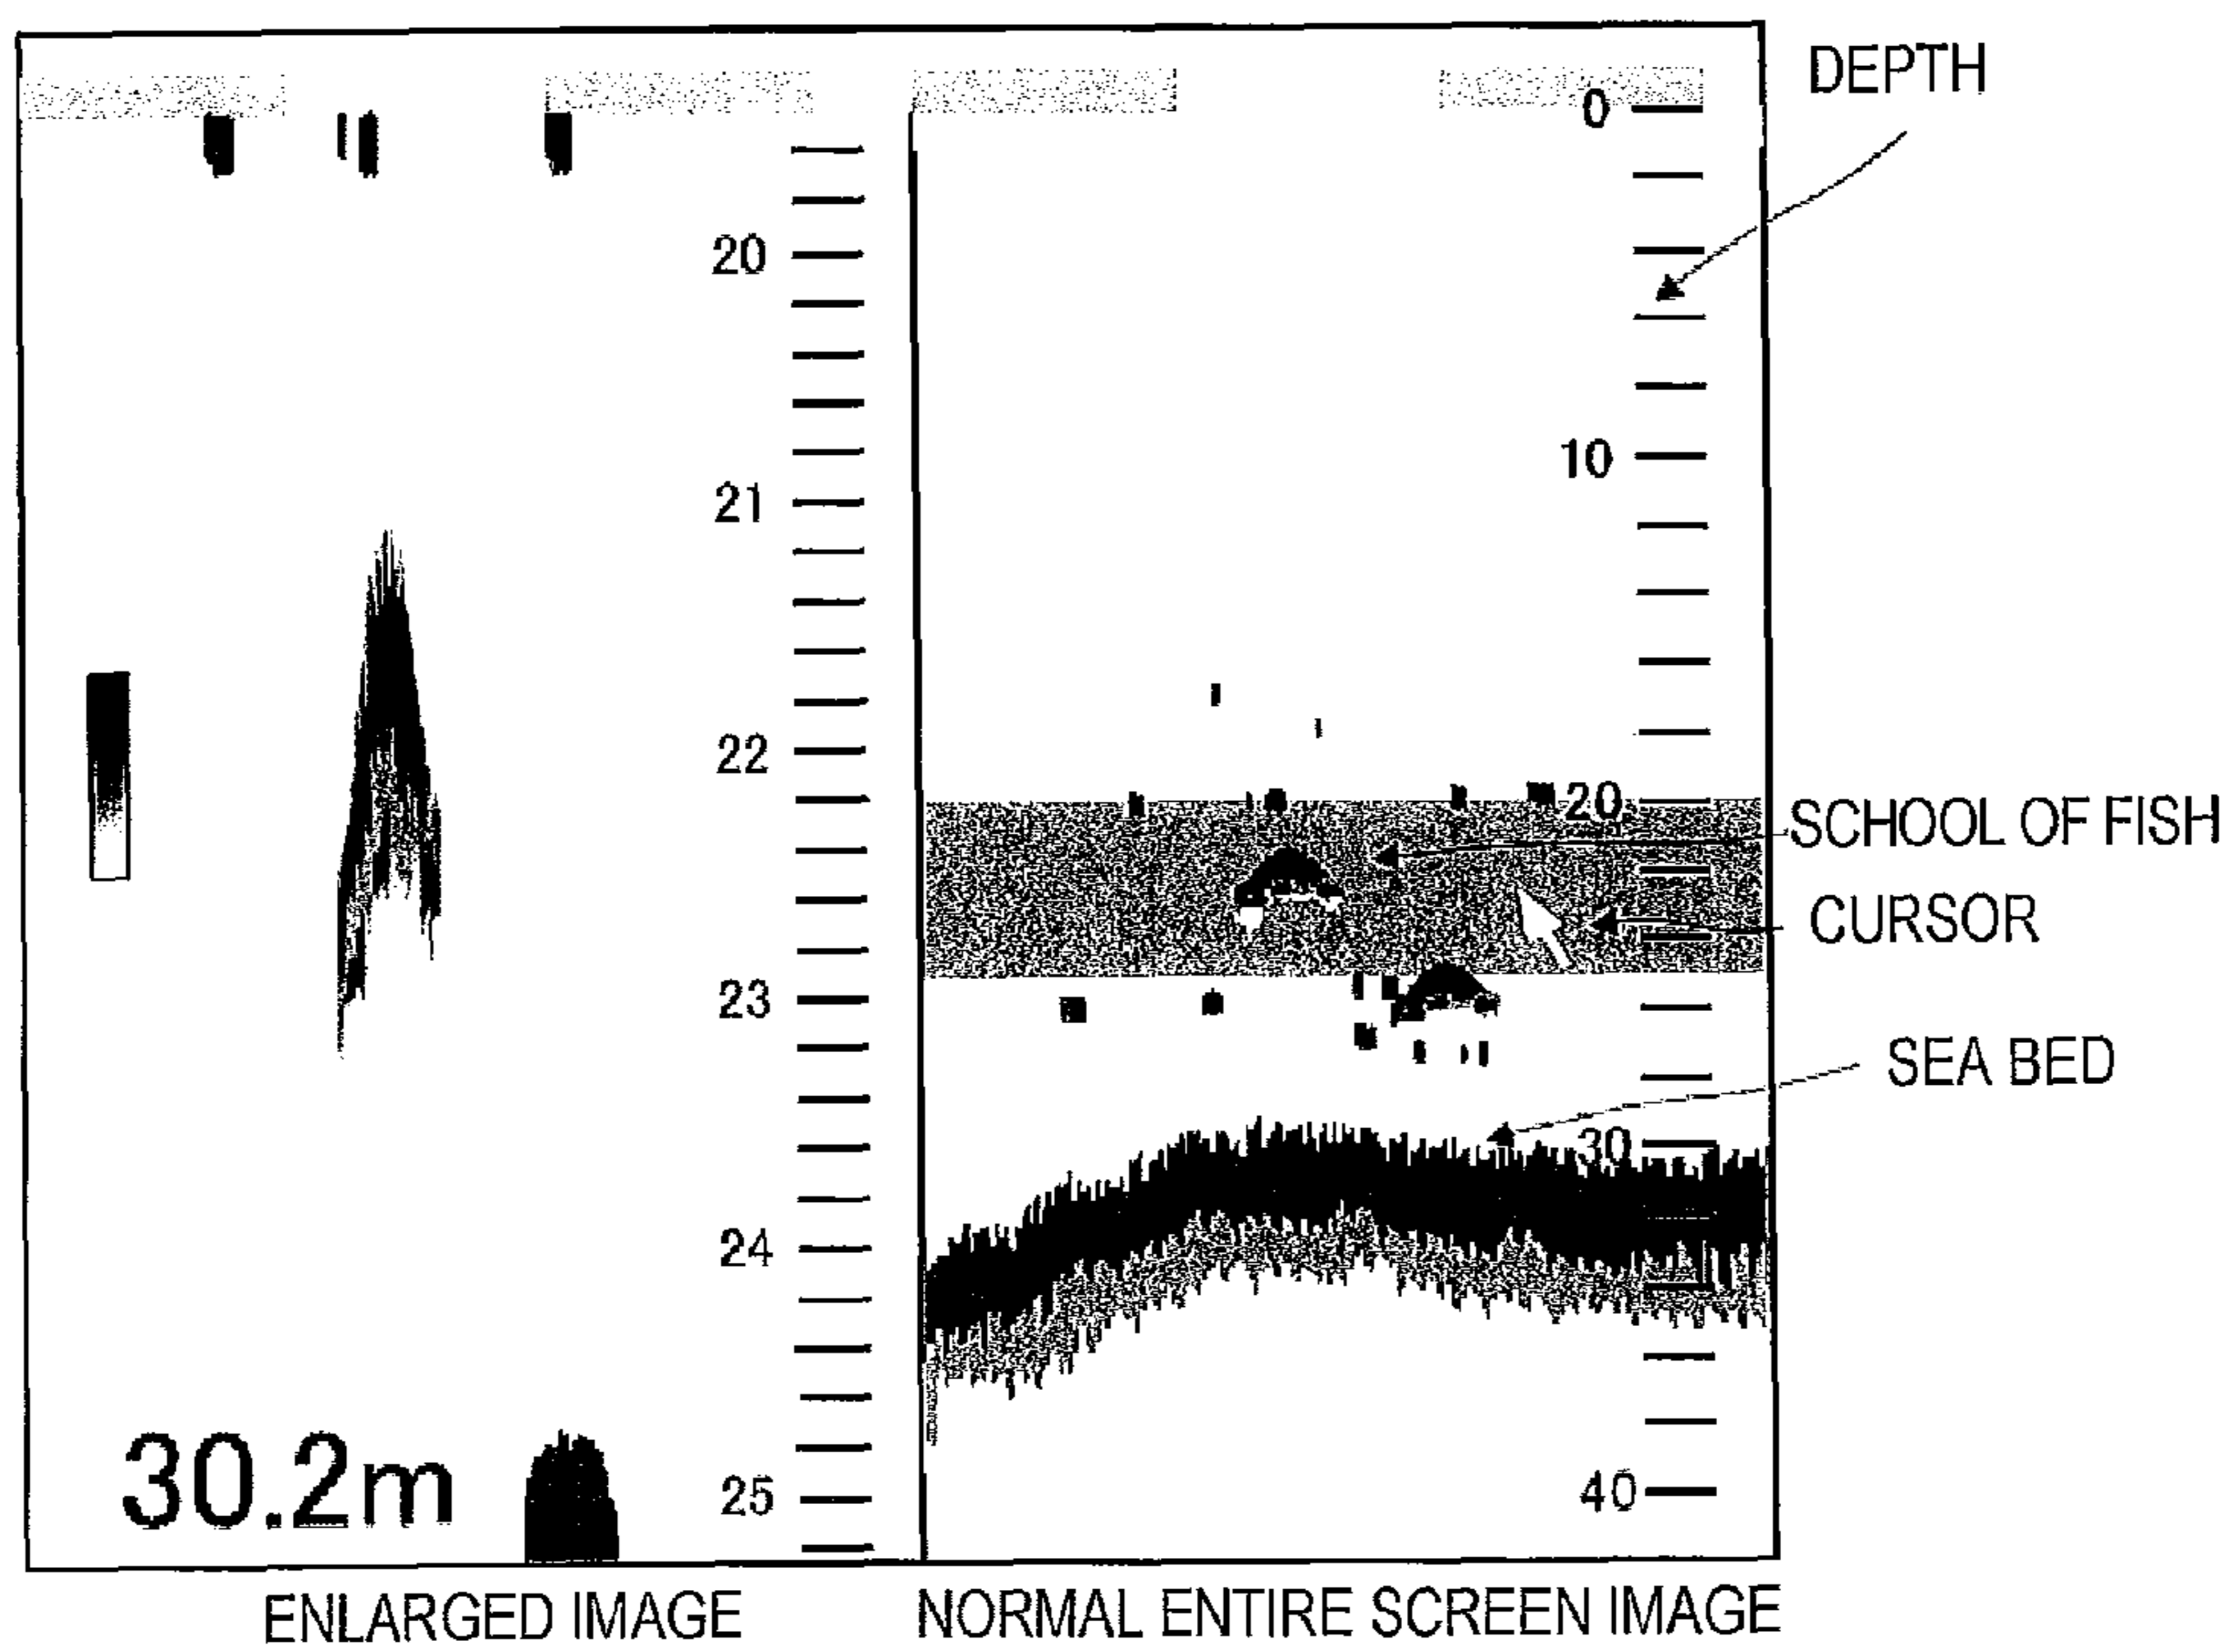 DEPTH
0
20
10
21
22
20
SCHOOL OF FISH
CURSOR
23
SEA BED
30
24
30.2m
25
40
ENLARGED IMAGE
NORMAL ENTIRE SCREEN IMAGE